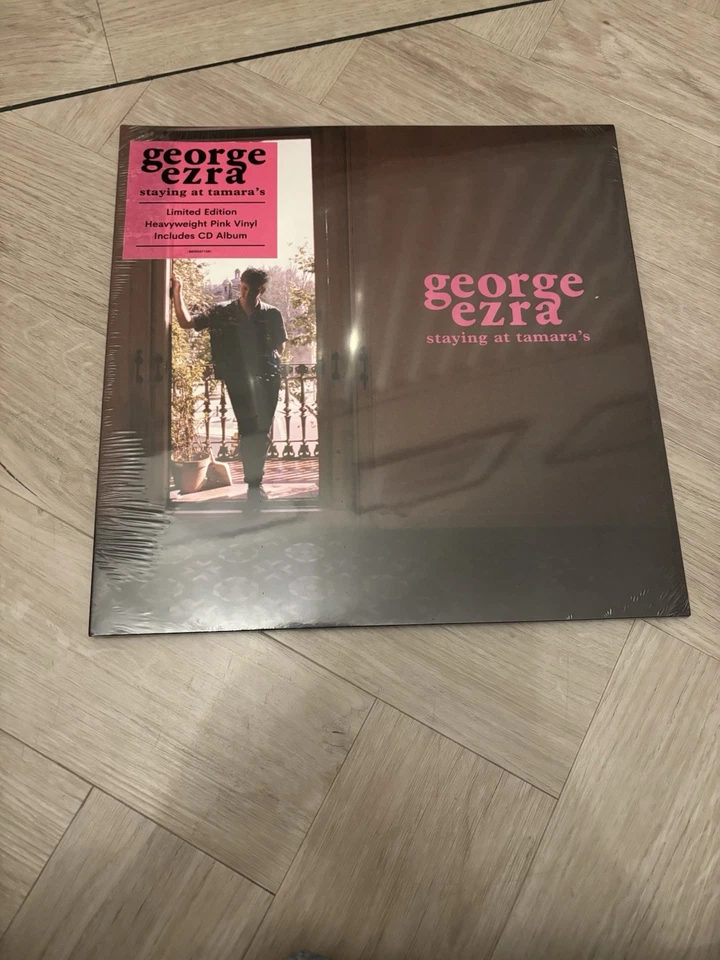 george
ezra
staying at tamara's
Limited Edition
Heavyweight Pink Vinyl
Includes CD Album
george
ezra
staying at tamara's